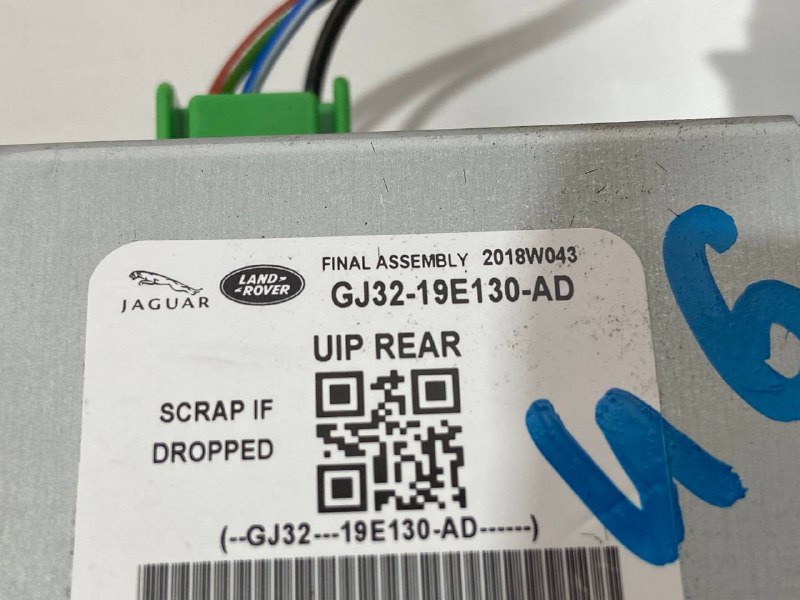 FINAL ASSEMBLY 2018W043
JAGUAR
LAND-
-ROVER
GJ32-19E130-AD
UIP REAR
SCRAP IF
DROPPED
(--GJ32---19E130-AD------)